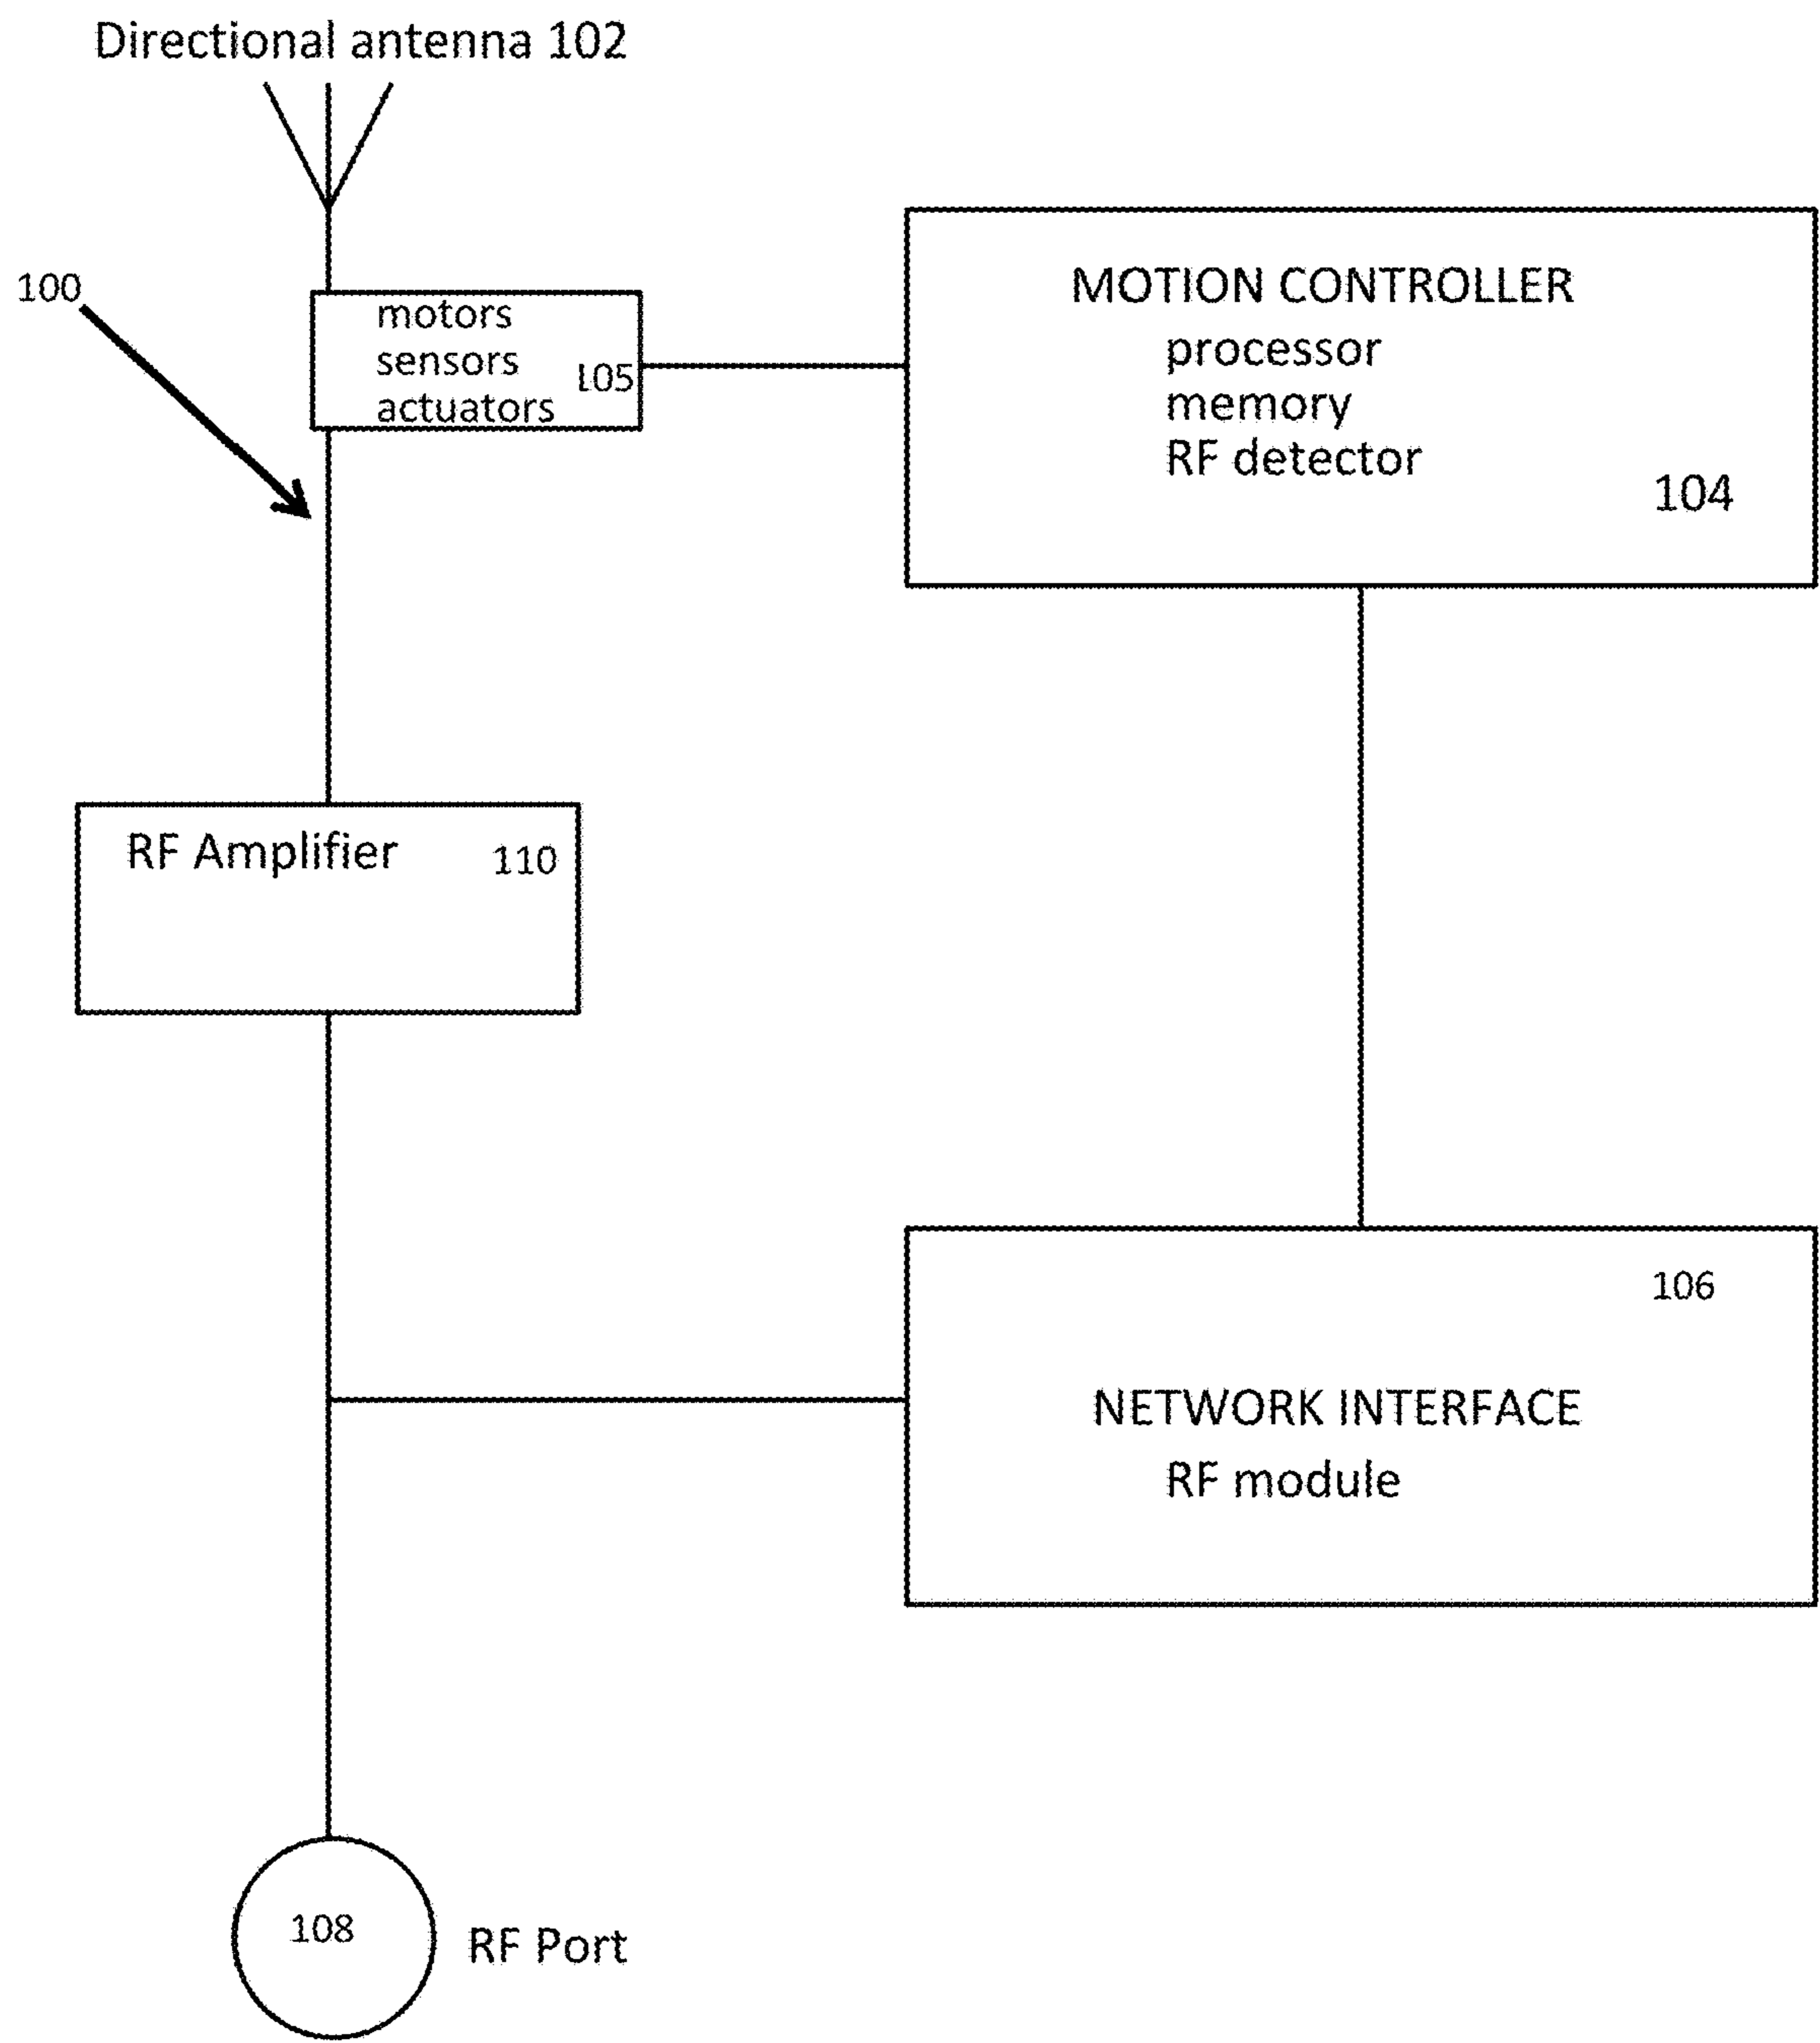 Directional antenna 102
100
motors
sensors
actuators
105
MOTION CONTROLLER
processor
memory
RF detector
104
RF Amplifier
110
106
NETWORK INTERFACE
RF module
108
RF Port